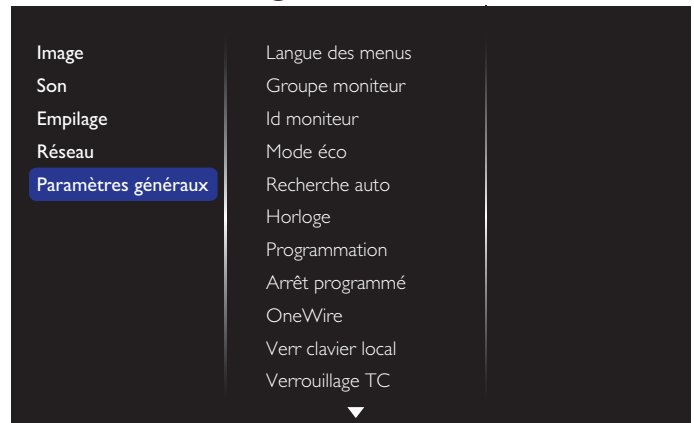 Image
Son
Empilage
Réseau
Paramètres généraux
Langue des menus
Groupe moniteur
Id moniteur
Mode éco
Recherche auto
Horloge
Programmation
Arrêt programmé
OneWire
Verr clavier local
Verrouillage TC